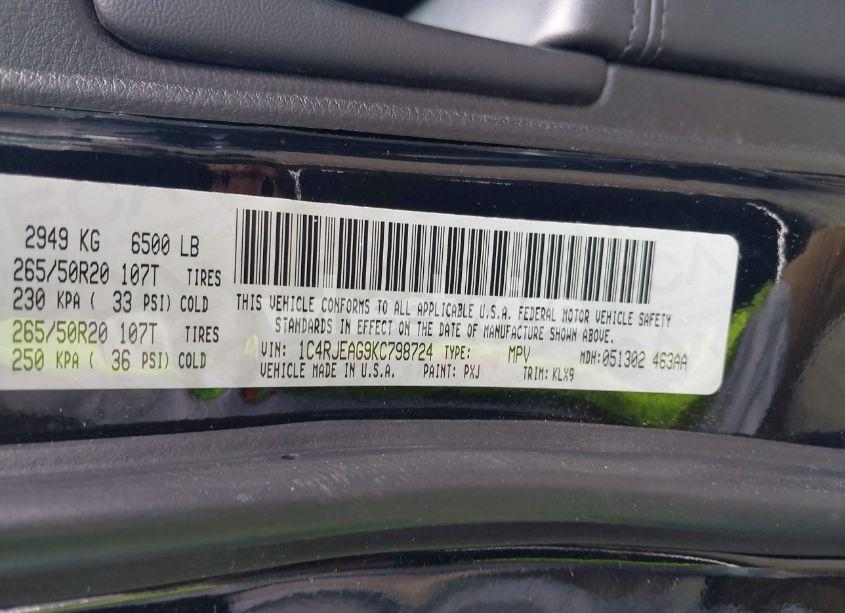 2949 KG 6500 LB
265/50R20 107T TIRES
230 KPA ( 33 PSI) COLD
265/50R20 107T TIRES
250 KPA ( 36 PSI) COLD
THIS VEHICLE CONFORMS TO ALL APPLICABLE U.S.A. FEDERAL MOTOR VEHICLE SAFETY
STANDARDS IN EFFECT ON THE DATE OF MANUFACTURE SHOWN ABOVE.
VIN: 1C4RJEAG9KC798724 TYPE: MPV MDH:051302 463AA
VEHICLE MADE IN U.S.A. PAINT: PXJ TRIM: KLX9